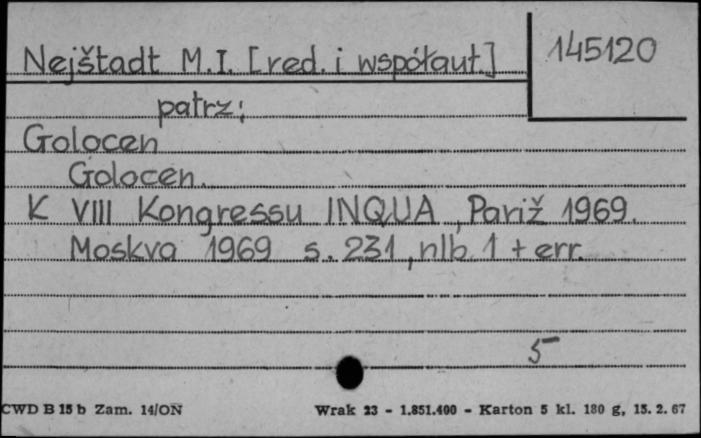 Nejštadt M.I. [red. i współaut.]
145120
patrz:
Golocen
Golocen.
K VIII Kongressu INQUA, Pariž 1969.
Moskva 1969 s. 231, nlb. 1 + err.
5
CWD B 15 b Zam. 14/ON Wrak 23 - 1.851.400 - Karton 5 kl. 180 g, 15. 2. 67